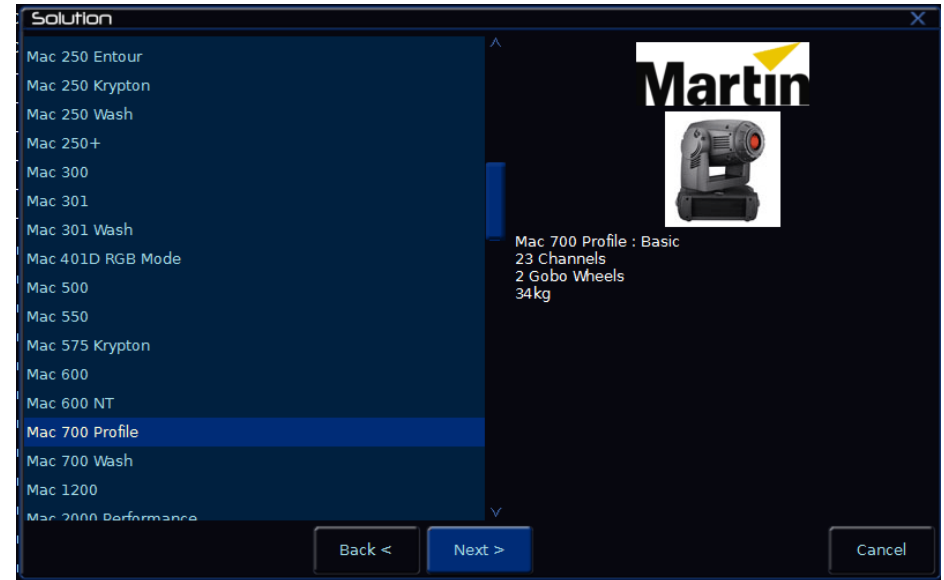 Solution
X
Mac 250 Entour
Mac 250 Krypton
Mac 250 Wash
Mac 250+
Mac 300
Mac 301
Mac 301 Wash
Mac 401D RGB Mode
Mac 500
Mac 550
Mac 575 Krypton
Mac 600
Mac 600 NT
Mac 700 Profile
Mac 700 Wash
Mac 1200
Mac 2000 Performance
Martin
Mac 700 Profile : Basic
23 Channels
2 Gobo Wheels
34kg
Back <
Next >
Cancel